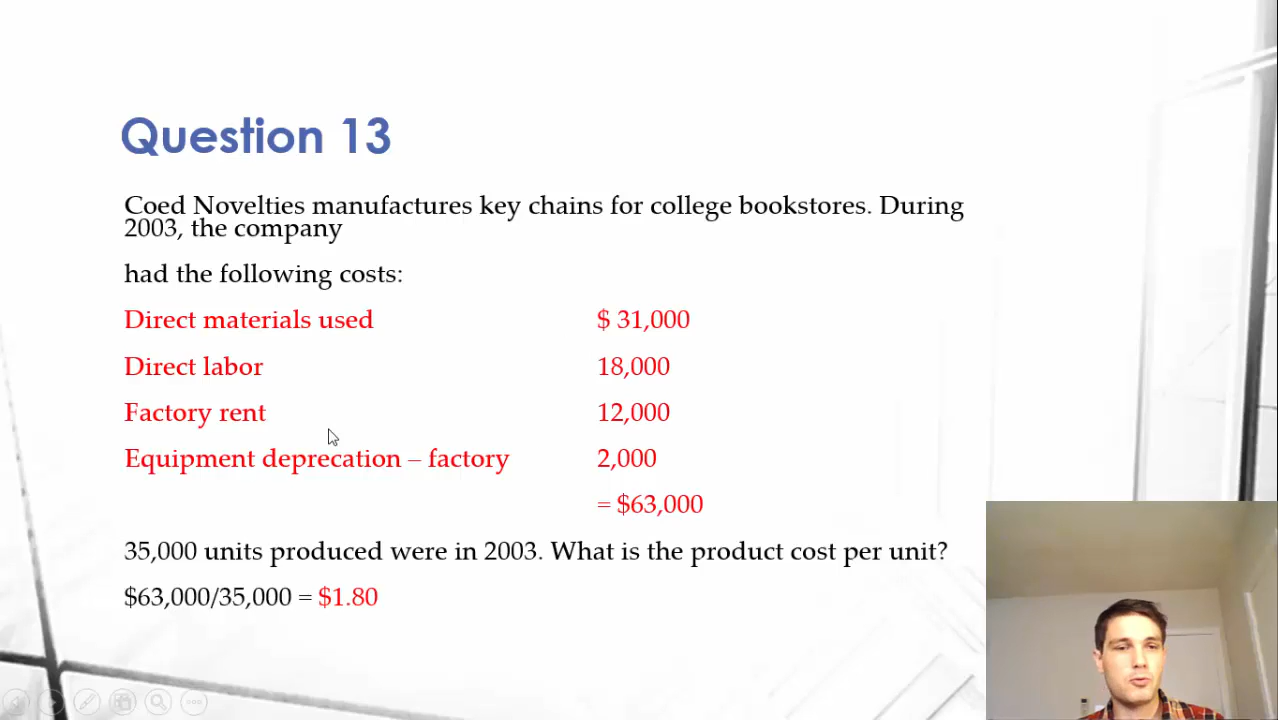 Question 13
Coed Novelties manufactures key chains for college bookstores. During
2003, the company
had the following costs:
Direct materials used $ 31,000
Direct labor 18,000
Factory rent 12,000
Equipment deprecation – factory 2,000
= $63,000
35,000 units produced were in 2003. What is the product cost per unit?
$63,000/35,000 = $1.80